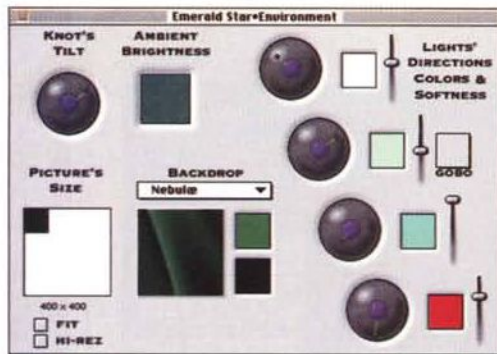 Emerald Star•Environment
KNOT'S
TILT
AMBIENT
BRIGHTNESS
LIGHTS'
DIRECTIONS
COLORS &
SOFTNESS
GOBO
PICTURE'S
SIZE
BACKDROP
Nebulæ
400 x 400
FIT
HI-REZ